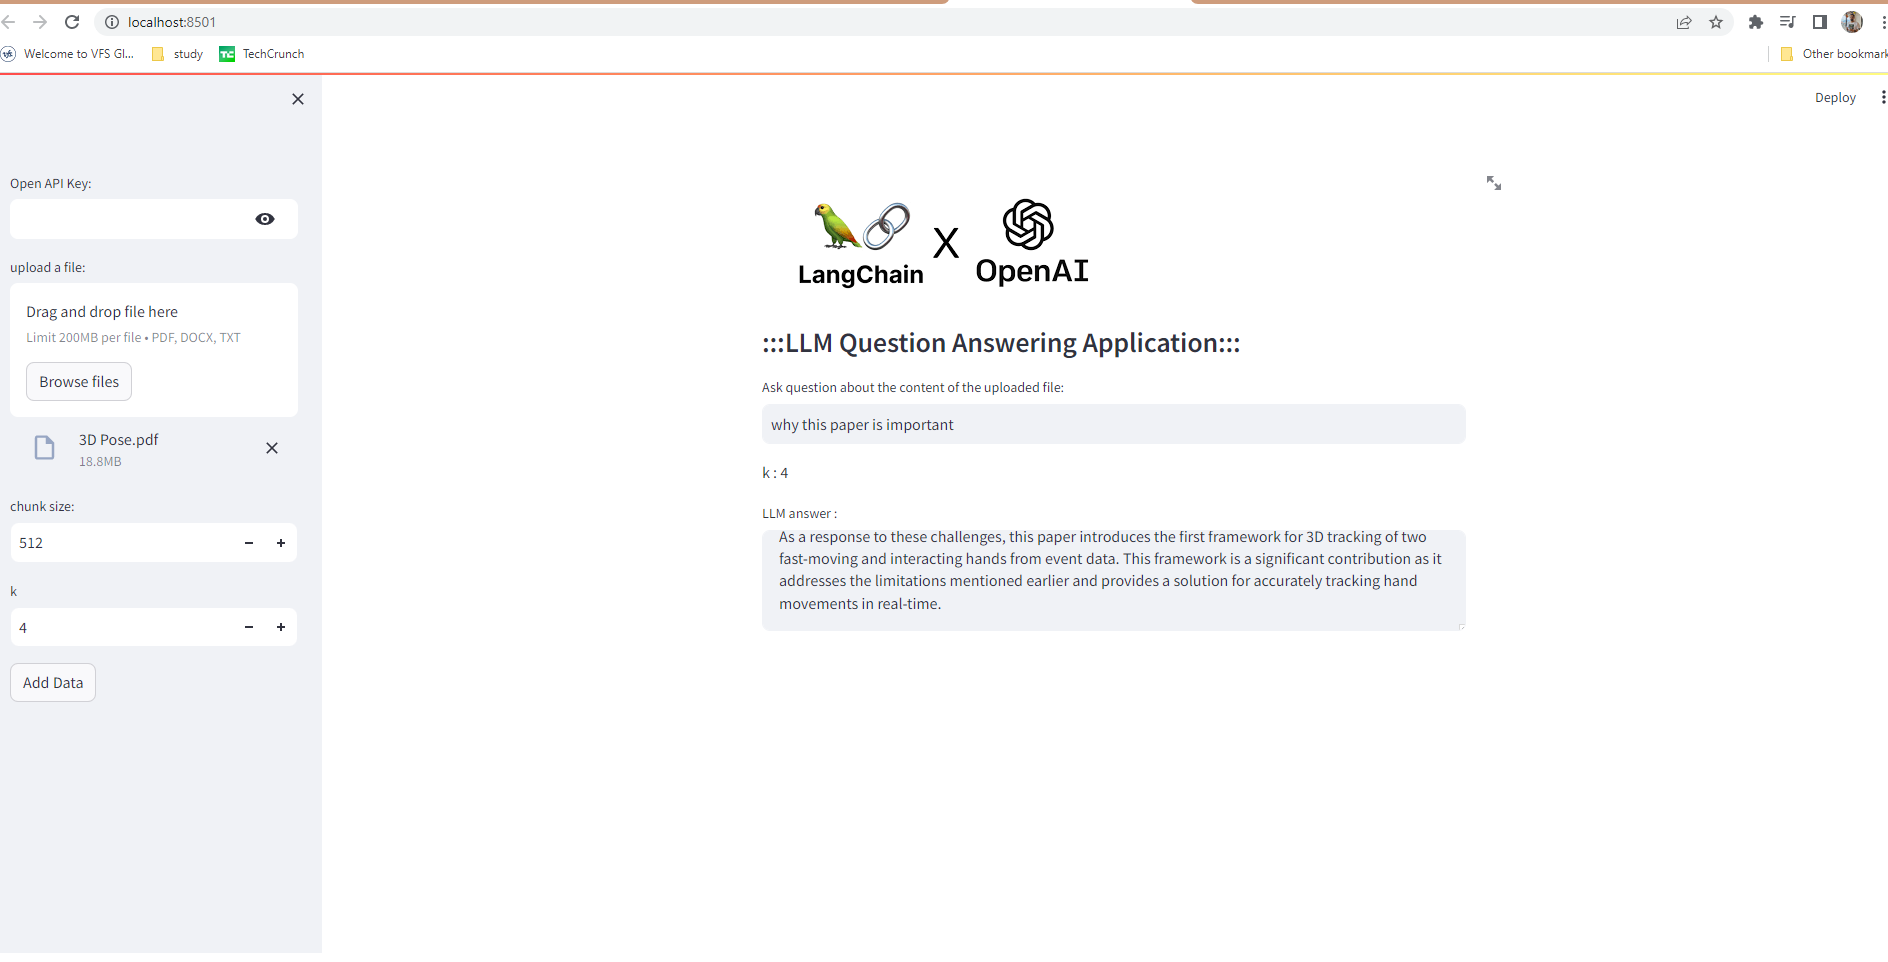 localhost:8501
Welcome to VFS Gl...
study
TC TechCrunch
Other bookmark
Deploy
Open API Key:
upload a file:
Drag and drop file here
Limit 200MB per file • PDF, DOCX, TXT
Browse files
3D Pose.pdf
18.8MB
chunk size:
512
k
4
Add Data
LangChain
X
OpenAI
:::LLM Question Answering Application:::
Ask question about the content of the uploaded file:
why this paper is important
k : 4
LLM answer :
As a response to these challenges, this paper introduces the first framework for 3D tracking of two
fast-moving and interacting hands from event data. This framework is a significant contribution as it
addresses the limitations mentioned earlier and provides a solution for accurately tracking hand
movements in real-time.